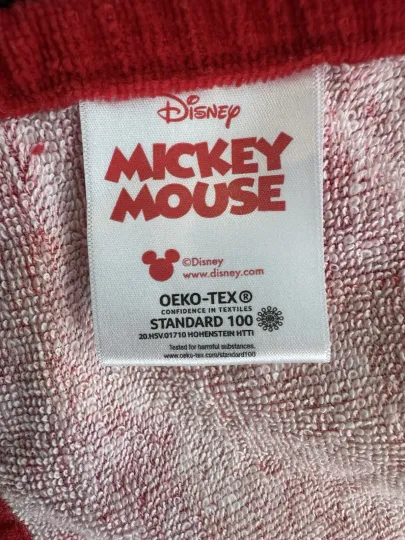 Disney
MICKEY
MOUSE
©Disney
www.disney.com
OEKO-TEX®
CONFIDENCE IN TEXTILES
STANDARD 100
20.HSV.01710 HOHENSTEIN HTTI
Tested for harmful substances.
www.oeko-tex.com/standard100